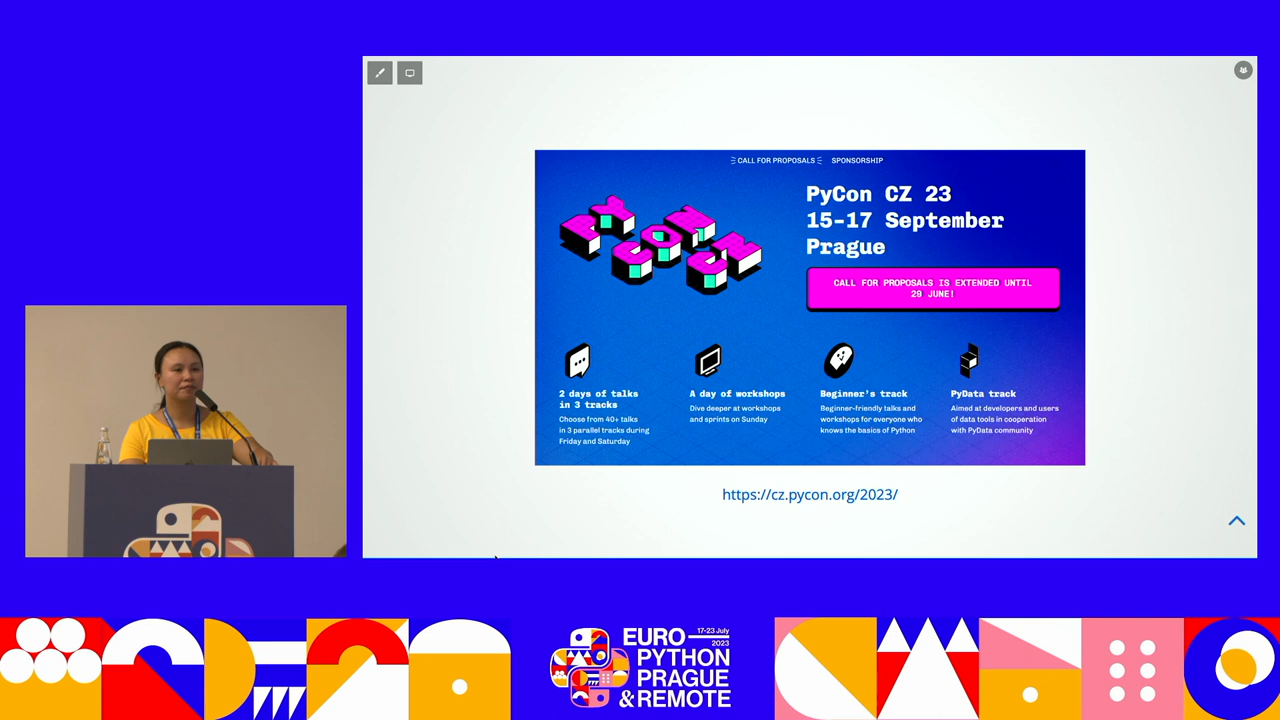 CALL FOR PROPOSALS
SPONSORSHIP
PY
CON
CZ
PyCon CZ 23
15-17 September
Prague
CALL FOR PROPOSALS IS EXTENDED UNTIL
29 JUNE!
2 days of talks
in 3 tracks
Choose from 40+ talks
in 3 parallel tracks during
Friday and Saturday
A day of workshops
Dive deeper at workshops
and sprints on Sunday
Beginner's track
Beginner-friendly talks and
workshops for everyone who
knows the basics of Python
PyData track
Aimed at developers and users
of data tools in cooperation
with PyData community
https://cz.pycon.org/2023/
EURO
17-23 July
2023
PYTHON
PRAGUE
& REMOTE